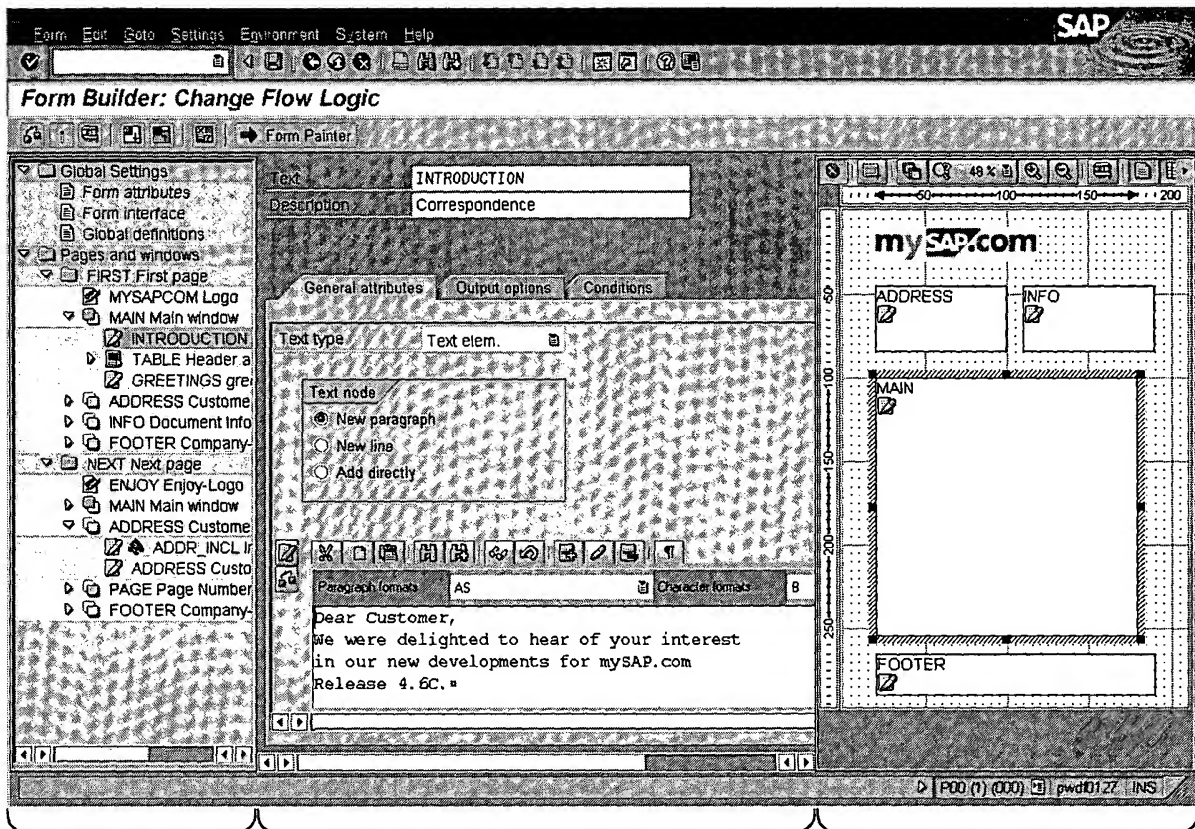 Form Edit Goto Settings Environment System Help
SAP
Form Builder: Change Flow Logic
Form Painter
Global Settings
Form attributes
Form interface
Global definitions
Pages and windows
FIRST First page
MYSAPCOM Logo
MAIN Main window
INTRODUCTION
TABLE Header a
GREETINGS gre
ADDRESS Custome
INFO Document Info
FOOTER Company-
NEXT Next page
ENJOY Enjoy-Logo
MAIN Main window
ADDRESS Custome
ADDR_INCL Ir
ADDRESS Custo
PAGE Page Number
FOOTER Company-
Text INTRODUCTION
Description Correspondence
General attributes Output options Conditions
Text type Text elem.
Text node
New paragraph
New line
Add directly
Paragraph formats AS Character formats B
Dear Customer,
We were delighted to hear of your interest
in our new developments for mySAP.com
Release 4.6C.¤
48 %
50 100 150 200
mySAP.com
50
ADDRESS INFO
100
MAIN
150
200
250
FOOTER
P00 (1) (000) pwdf0127 INS